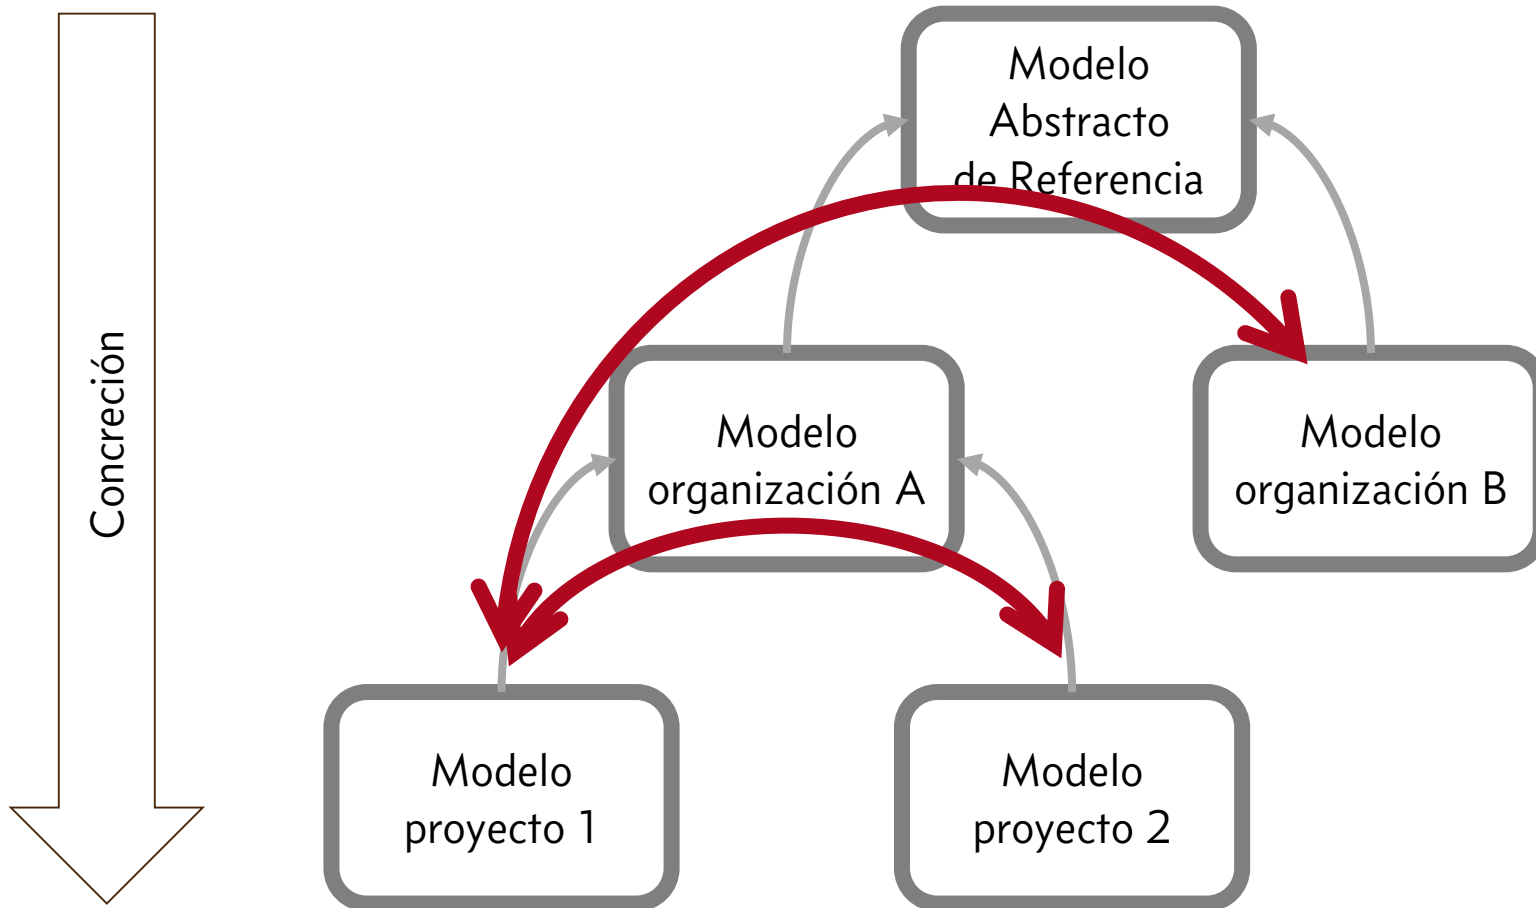 Modelo
Abstracto
de Referencia
Concreción
Modelo
organización A
Modelo
organización B
Modelo
proyecto 1
Modelo
proyecto 2